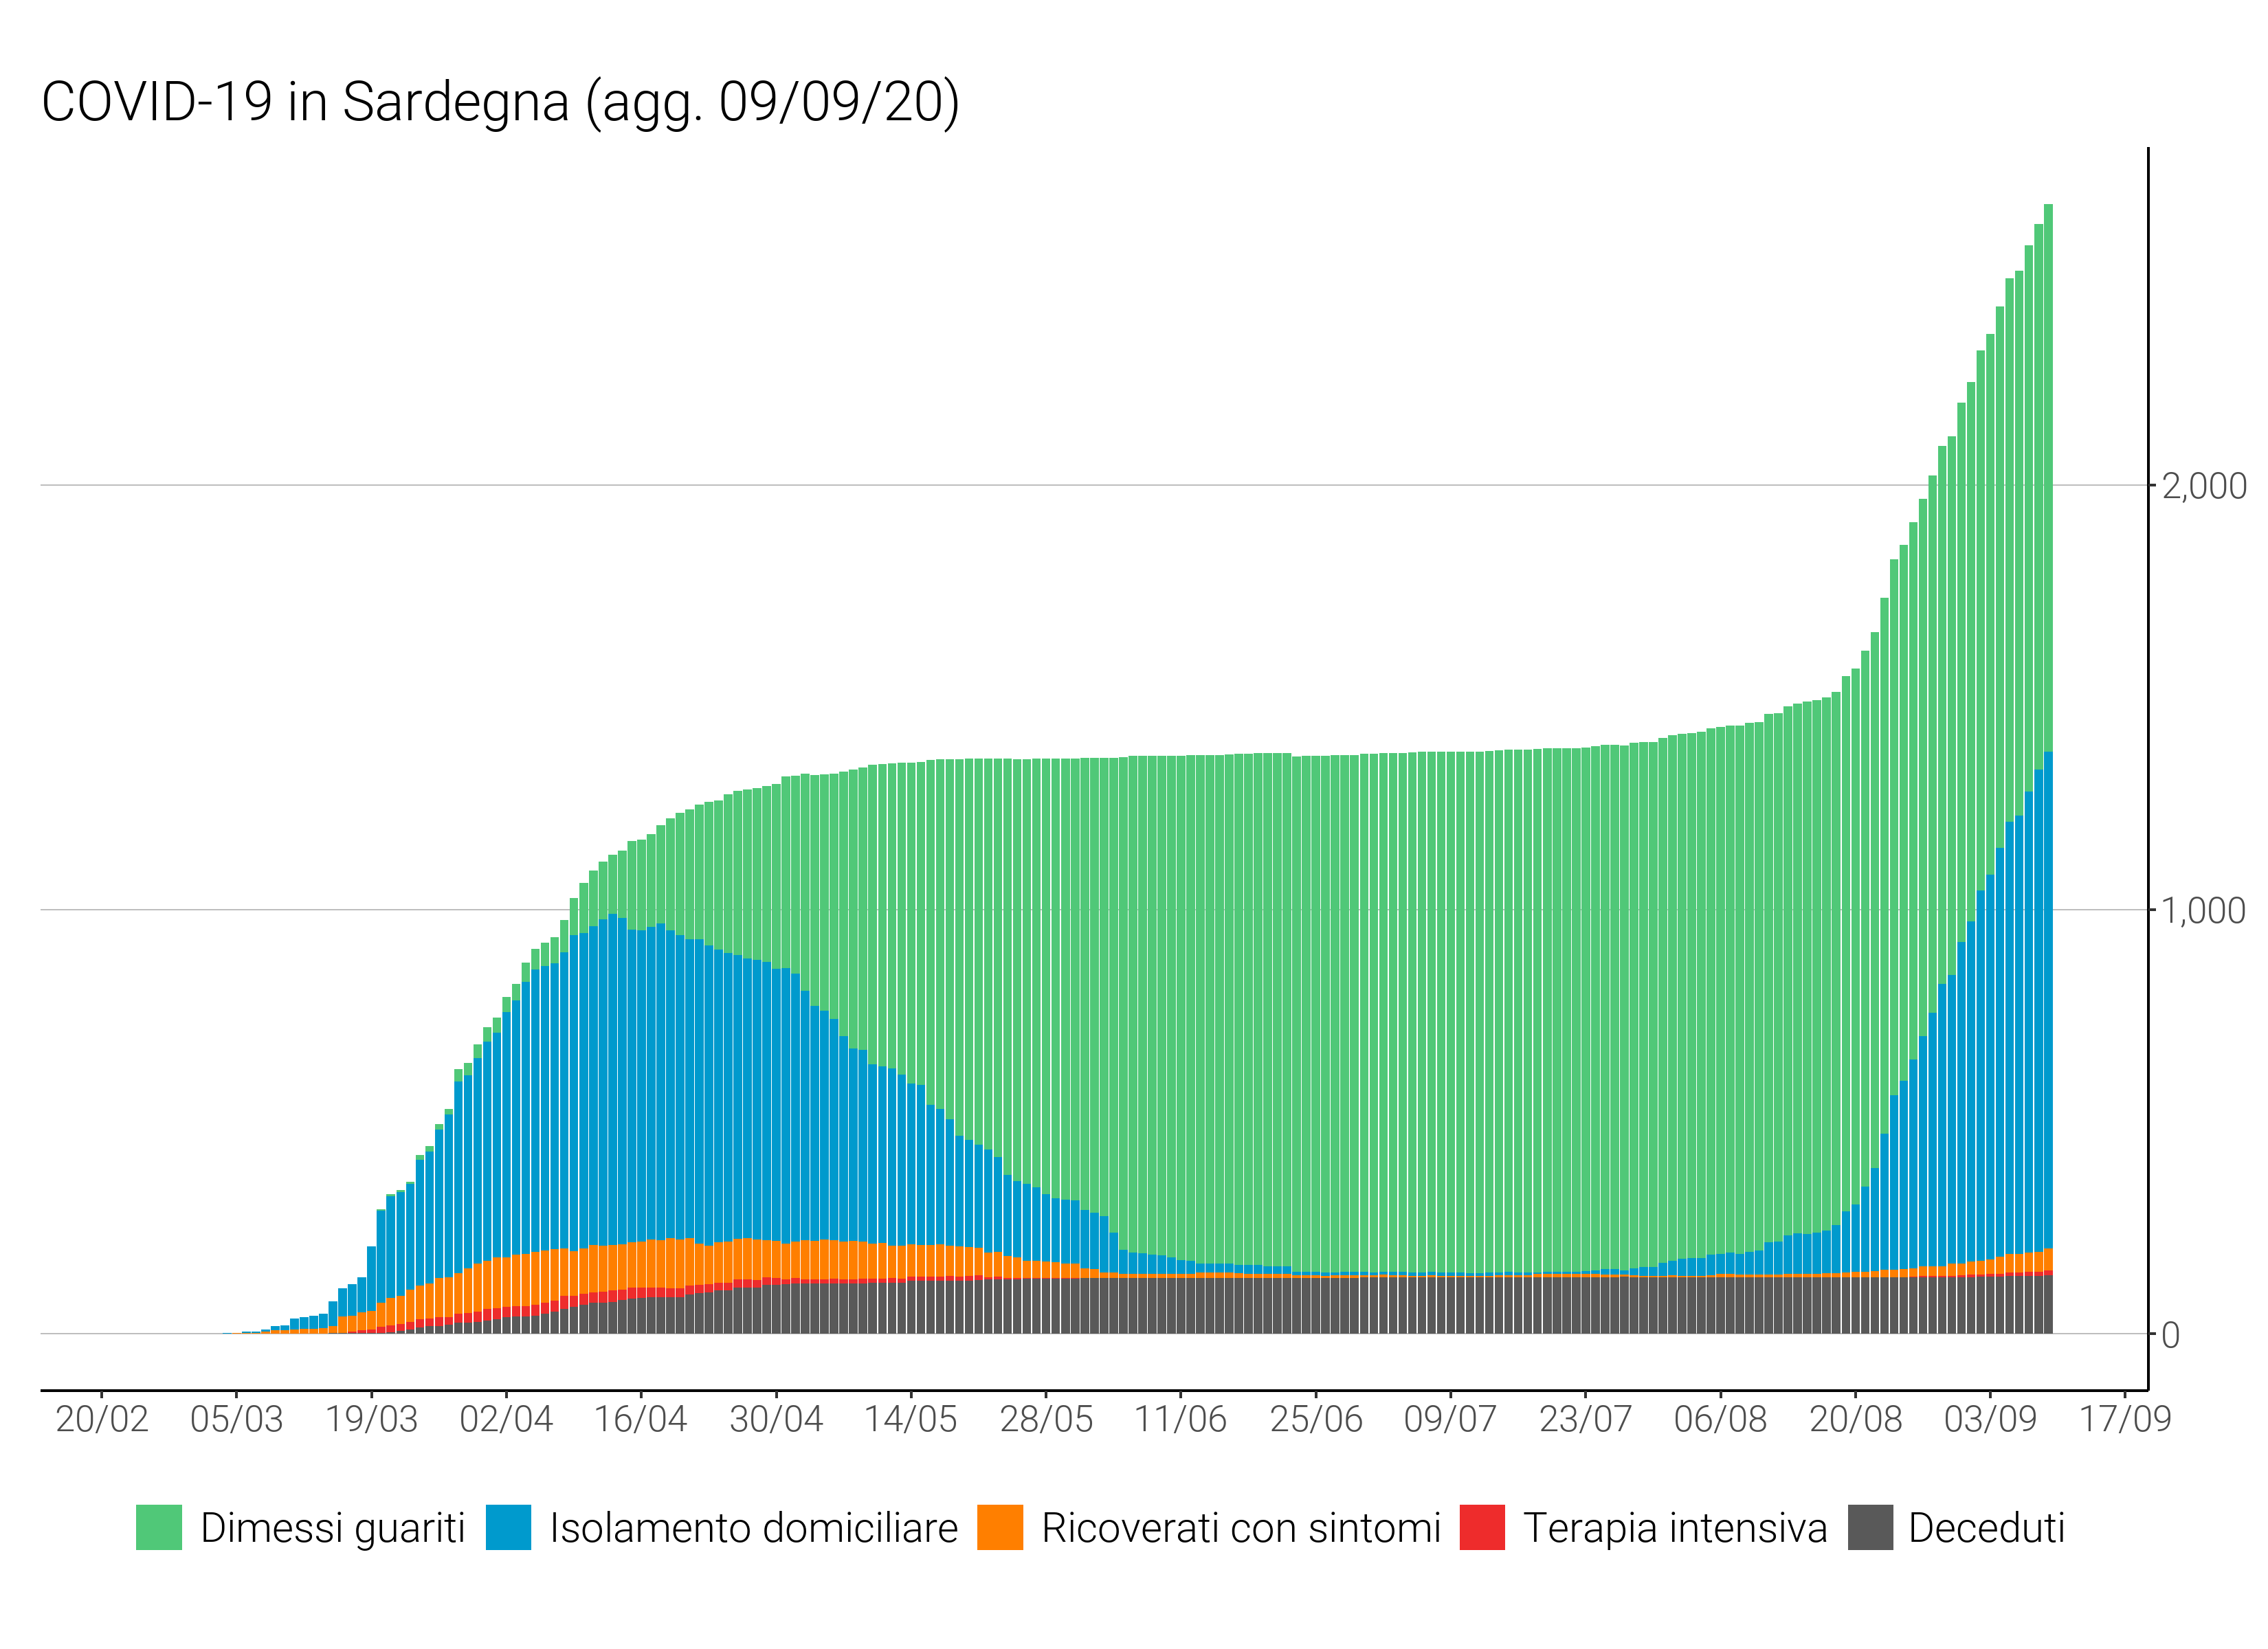 COVID-19 in Sardegna (agg. 09/09/20)
2,000
1,000
0
20/02 05/03 19/03 02/04 16/04 30/04 14/05 28/05 11/06 25/06 09/07 23/07 06/08 20/08 03/09 17/09
Dimessi guariti Isolamento domiciliare Ricoverati con sintomi Terapia intensiva Deceduti